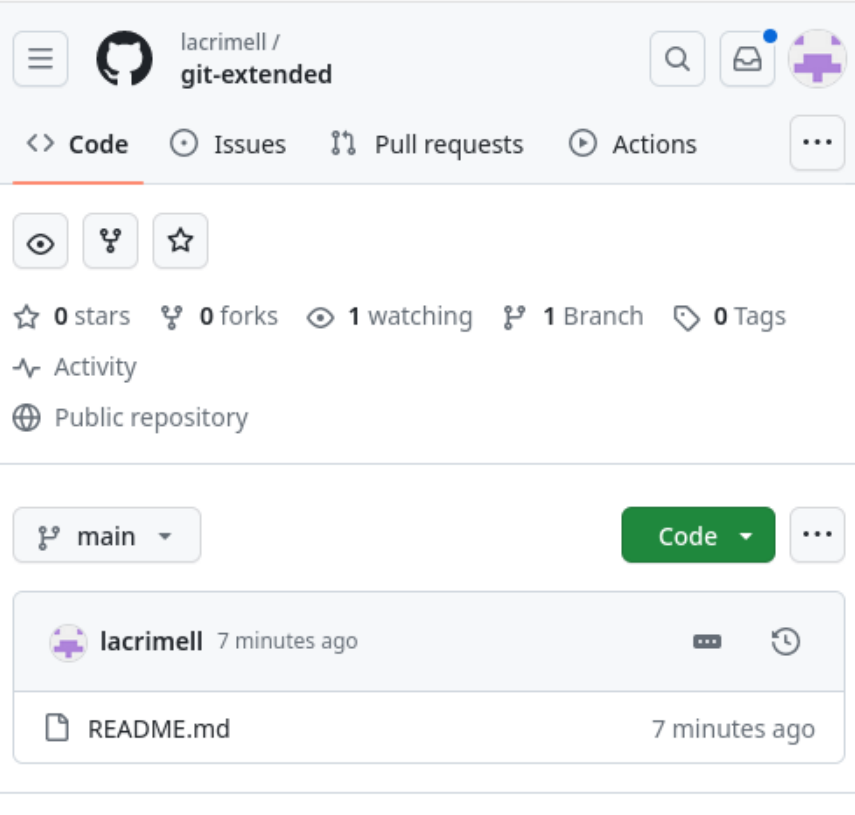 lacrimell /
git-extended
Code Issues Pull requests Actions
0 stars 0 forks 1 watching 1 Branch 0 Tags
Activity
Public repository
main Code
lacrimell 7 minutes ago
README.md 7 minutes ago